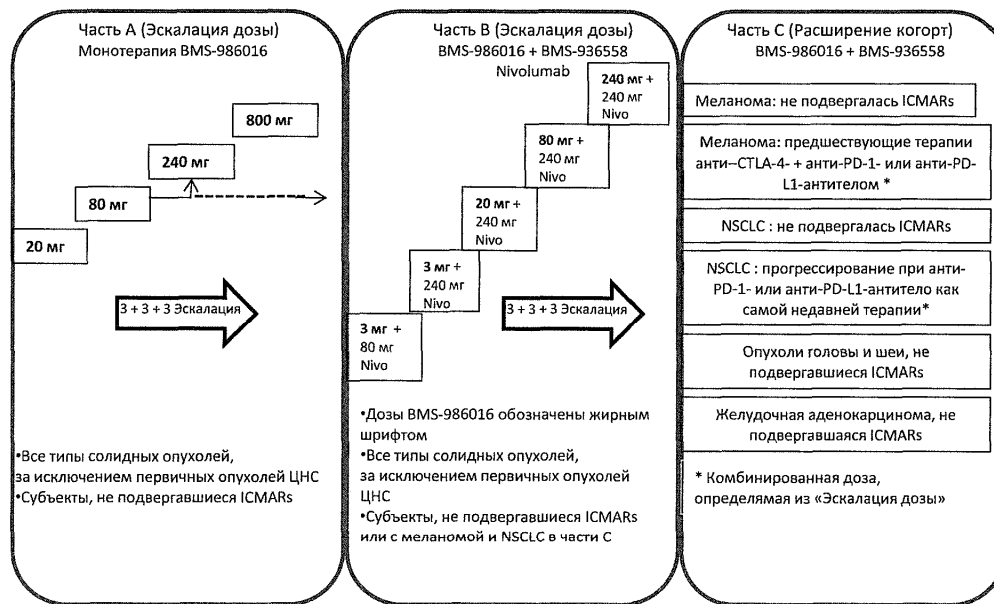 Часть А (Эскалация дозы)
Монотерапия BMS-986016
800 мг
240 мг
80 мг
20 мг
3 + 3 + 3 Эскалация
•Все типы солидных опухолей,
за исключением первичных опухолей ЦНС
•Субъекты, не подвергавшиеся ICMARs
Часть В (Эскалация дозы)
BMS-986016 + BMS-936558
Nivolumab
240 мг +
240 мг
Nivo
80 мг +
240 мг
Nivo
20 мг +
240 мг
Nivo
3 мг +
240 мг
Nivo
3 мг +
80 мг
Nivo
3 + 3 + 3 Эскалация
•Дозы BMS-986016 обозначены жирным
шрифтом
•Все типы солидных опухолей,
за исключением первичных опухолей
ЦНС
•Субъекты, не подвергавшиеся ICMARs
или с меланомой и NSCLC в части С
Часть С (Расширение когорт)
BMS-986016 + BMS-936558
Меланома: не подвергалась ICMARs
Меланома: предшествующие терапии
анти--CTLA-4- + анти-PD-1- или анти-PD-
L1-антителом *
NSCLC : не подвергалась ICMARs
NSCLC : прогрессирование при анти-
PD-1- или анти-PD-L1-антитело как
самой недавней терапии*
Опухоли головы и шеи, не
подвергавшиеся ICMARs
Желудочная аденокарцинома, не
подвергавшаяся ICMARs
* Комбинированная доза,
определямая из «Эскалация дозы»